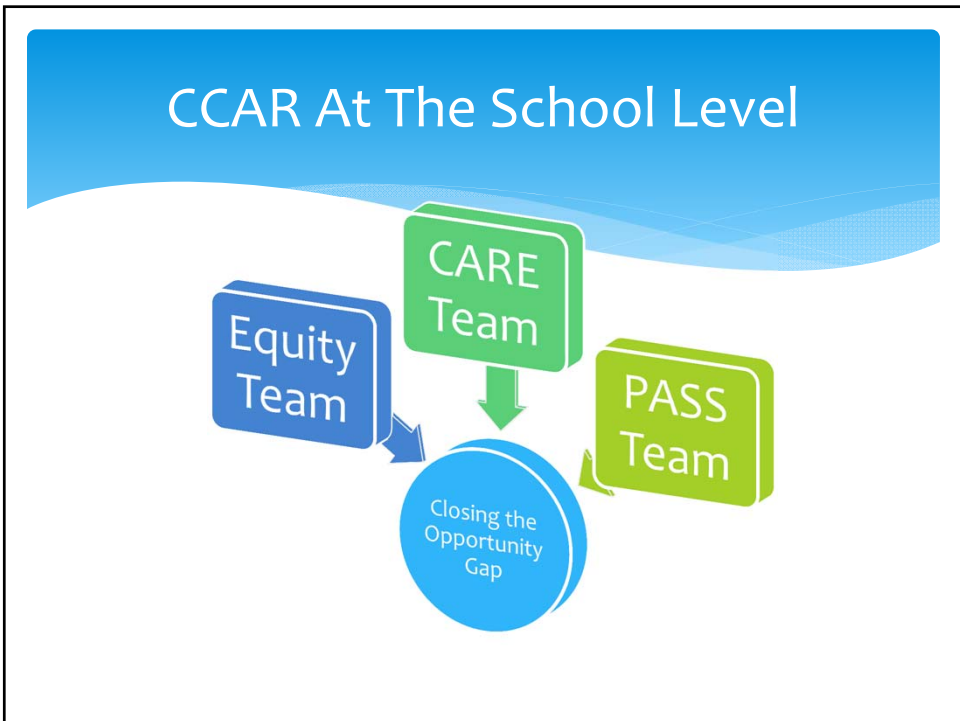 CCAR At The School Level
Equity
Team
CARE
Team
PASS
Team
Closing the
Opportunity
Gap